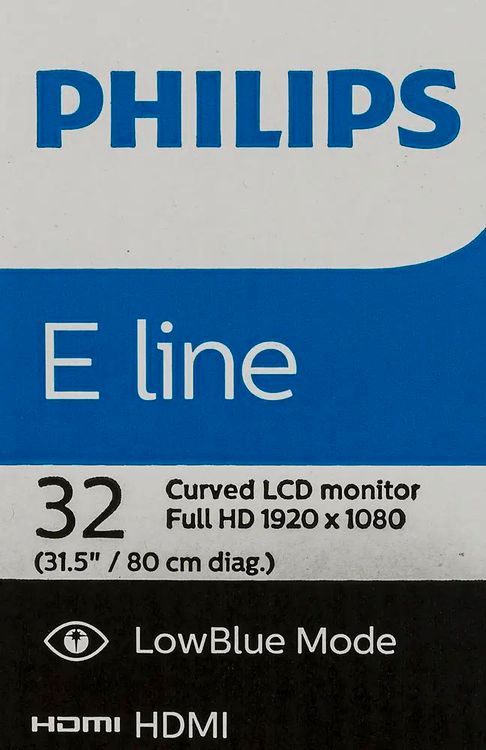 PHILIPS
E line
32
Curved LCD monitor
Full HD 1920 x 1080
(31.5" / 80 cm diag.)
LowBlue Mode
HDMI HDMI